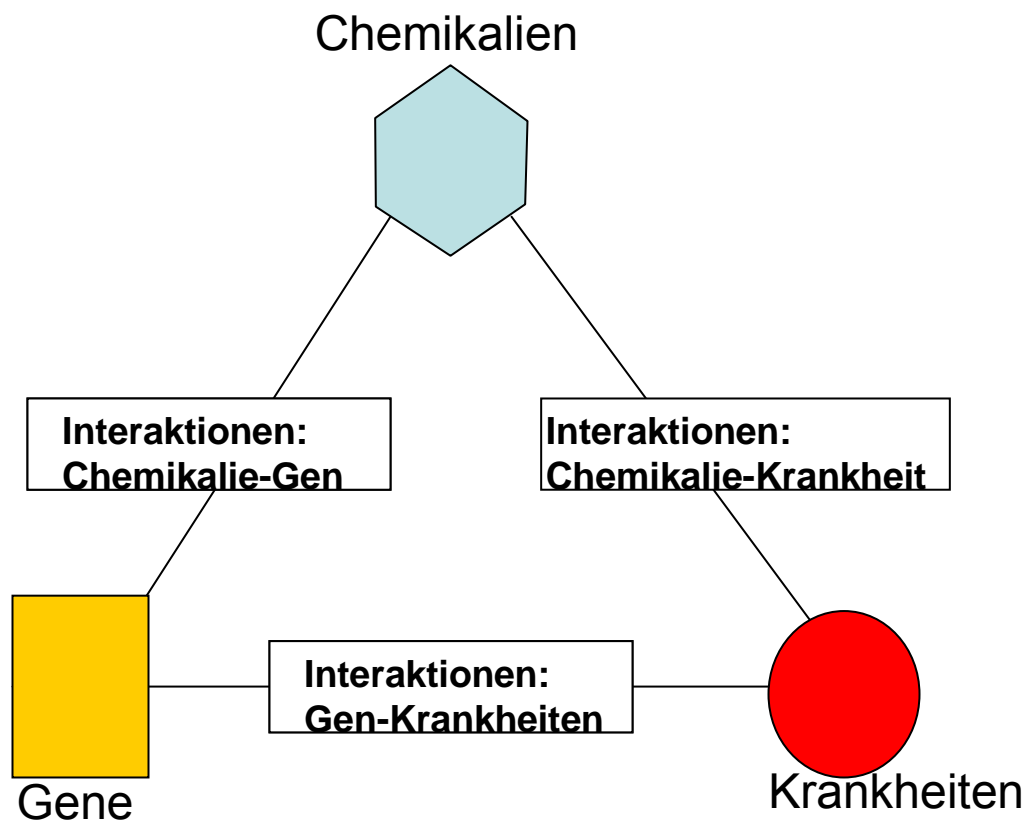 Chemikalien
Interaktionen:
Chemikalie-Gen
Interaktionen:
Chemikalie-Krankheit
Interaktionen:
Gen-Krankheiten
Gene
Krankheiten